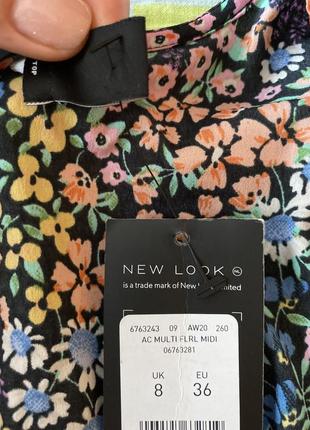 TOP
NEW LOOK NL
is a trade mark of New Limited
6763243 09 AW20 260
AC MULTI FLRL MIDI
06763281
UK EU
8 36